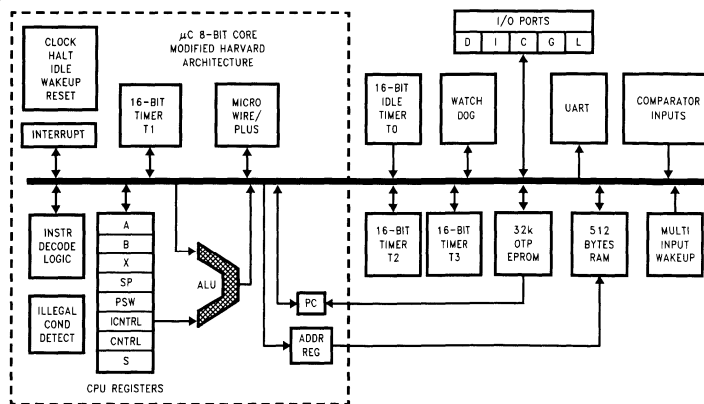 I/O PORTS
D I C G L
μC 8-BIT CORE
MODIFIED HARVARD
ARCHITECTURE
CLOCK
HALT
IDLE
WAKEUP
RESET
INTERRUPT
16-BIT
TIMER
T1
MICRO
WIRE/
PLUS
16-BIT
IDLE
TIMER
T0
WATCH
DOG
UART
COMPARATOR
INPUTS
INSTR
DECODE
LOGIC
ILLEGAL
COND
DETECT
A
B
X
SP
PSW
ICNTRL
CNTRL
S
CPU REGISTERS
ALU
PC
ADDR
REG
16-BIT
TIMER
T2
16-BIT
TIMER
T3
32k
OTP
EPROM
512
BYTES
RAM
MULTI
INPUT
WAKEUP